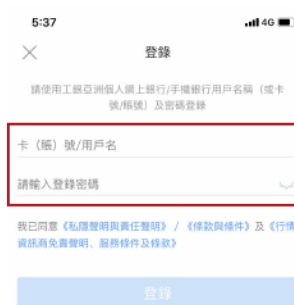 5:37
4G
登錄
請使用工銀亞洲個人網上銀行/手機銀行用戶名稱（或卡
號/賬號）及密碼登錄
卡（賬）號/用戶名
請輸入登錄密碼
我已同意《私隱聲明與責任聲明》 / 《條款與條件》及《行情
資訊商免責聲明、服務條件及條款》
登錄